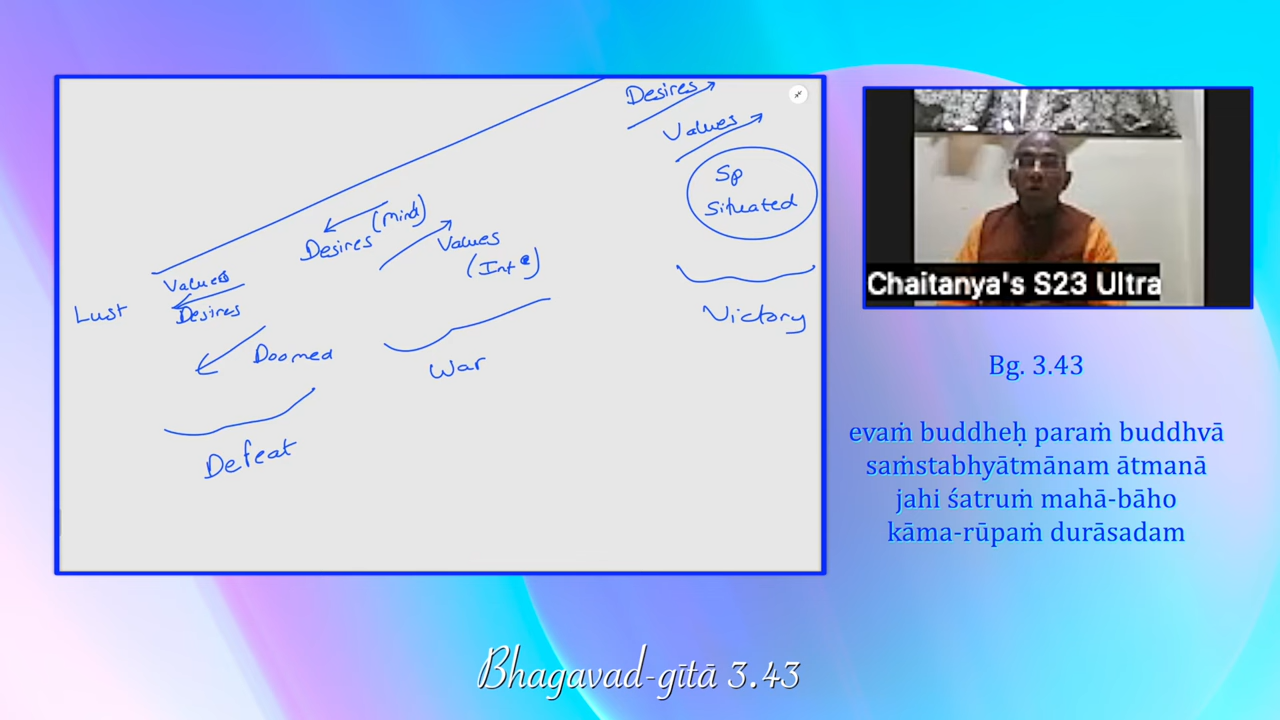 Desires
Values
Sp
situated
Victory
(Mind)
Desires
Values
(Int e)
War
Values
Lust
Desires
Doomed
Defeat
Chaitanya's S23 Ultra
Bg. 3.43
evaṁ buddheḥ paraṁ buddhvā
saṁstabhyātmānam ātmanā
jahi śatruṁ mahā-bāho
kāma-rūpaṁ durāsadam
Bhagavad-gītā 3.43